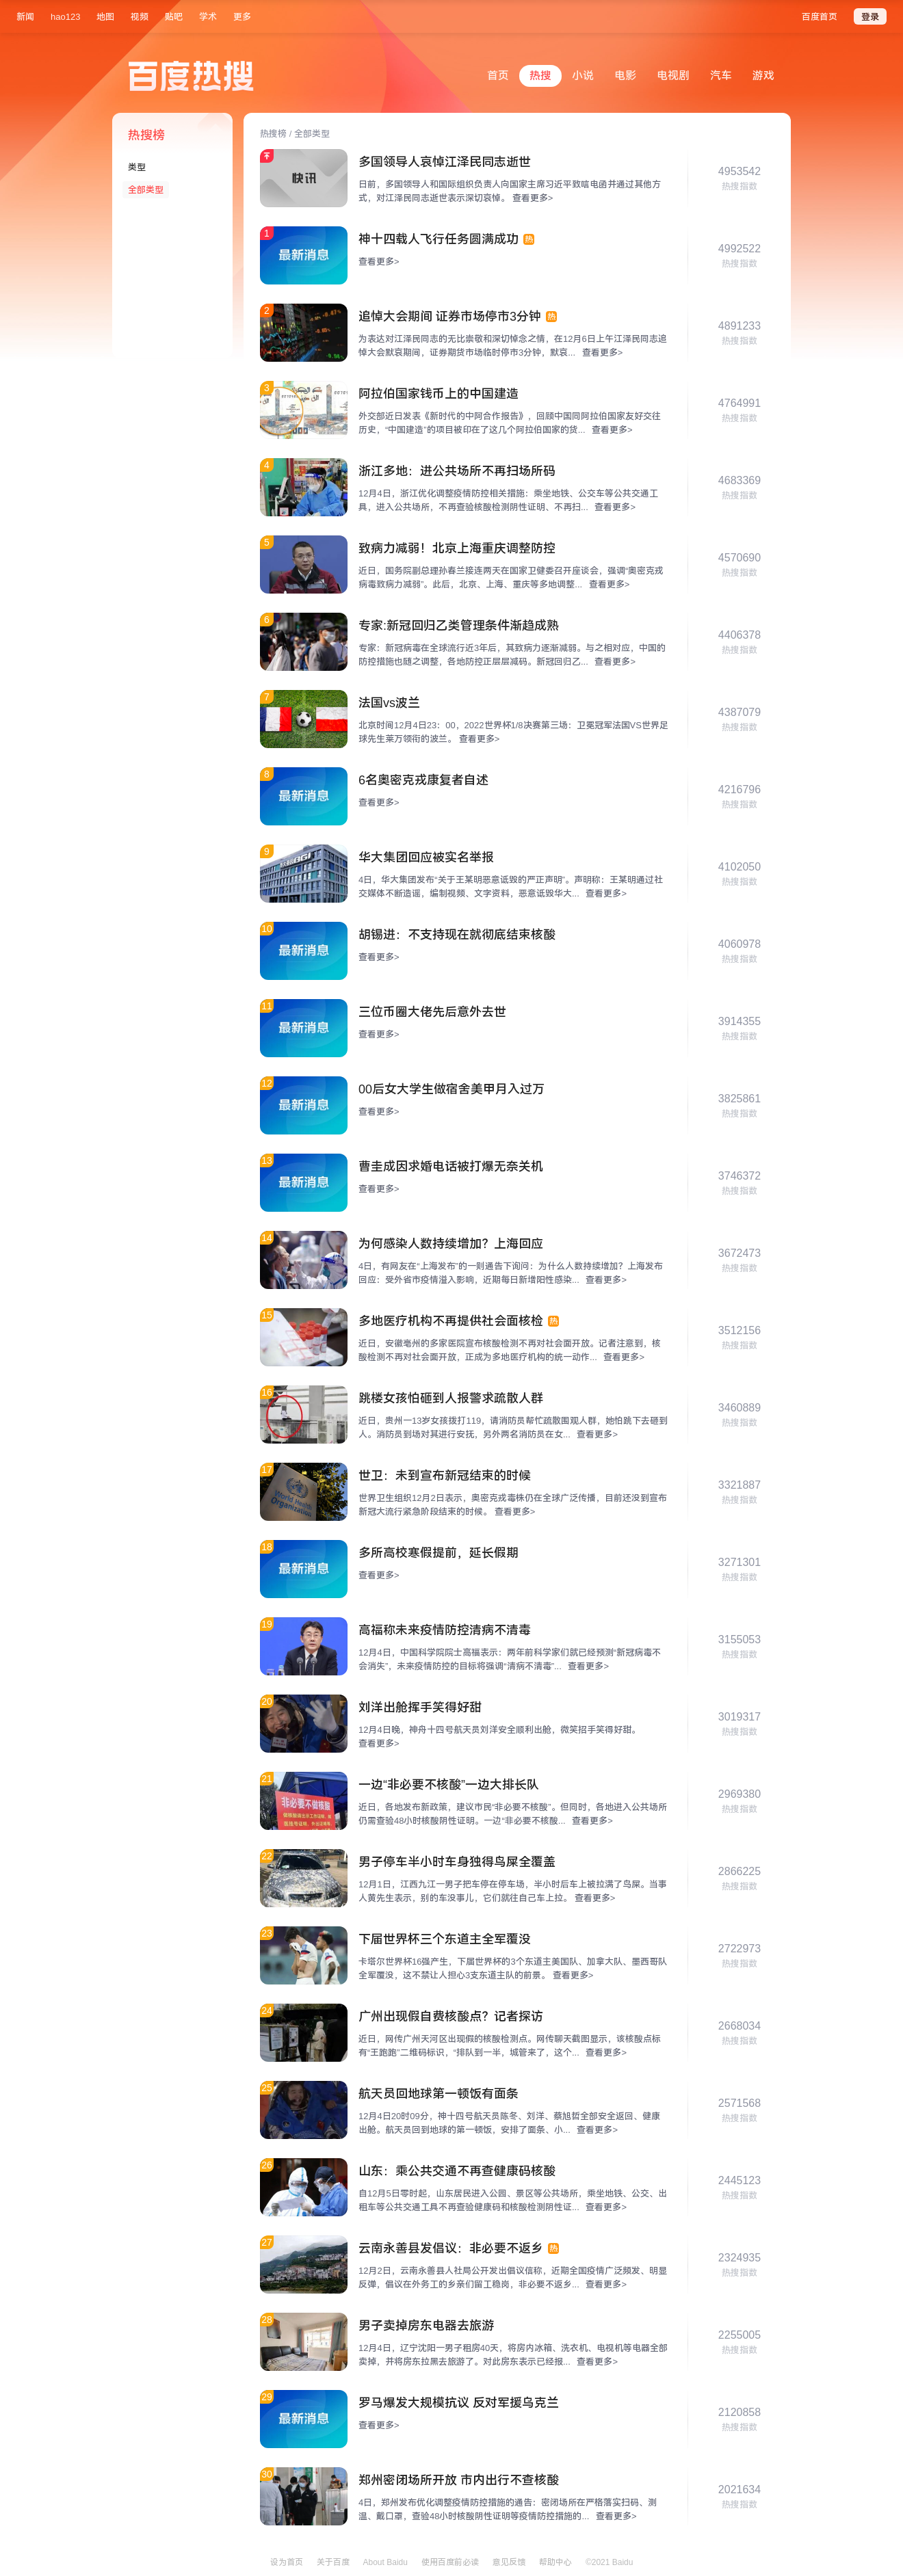 新闻 hao123 地图 视频 贴吧 学术 更多 百度首页 登录
百度热搜 首页 热搜 小说 电影 电视剧 汽车 游戏
热搜榜
类型
全部类型
热搜榜 / 全部类型
快讯
多国领导人哀悼江泽民同志逝世
日前，多国领导人和国际组织负责人向国家主席习近平致唁电函并通过其他方
式，对江泽民同志逝世表示深切哀悼。 查看更多>
4953542
热搜指数
1
最新消息
神十四载人飞行任务圆满成功 热
查看更多>
4992522
热搜指数
2
追悼大会期间 证券市场停市3分钟 热
为表达对江泽民同志的无比崇敬和深切悼念之情，在12月6日上午江泽民同志追
悼大会默哀期间，证券期货市场临时停市3分钟，默哀... 查看更多>
4891233
热搜指数
3
阿拉伯国家钱币上的中国建造
外交部近日发表《新时代的中阿合作报告》，回顾中国同阿拉伯国家友好交往
历史，“中国建造”的项目被印在了这几个阿拉伯国家的货... 查看更多>
4764991
热搜指数
4
浙江多地：进公共场所不再扫场所码
12月4日，浙江优化调整疫情防控相关措施：乘坐地铁、公交车等公共交通工
具，进入公共场所，不再查验核酸检测阴性证明、不再扫... 查看更多>
4683369
热搜指数
5
致病力减弱！北京上海重庆调整防控
近日，国务院副总理孙春兰接连两天在国家卫健委召开座谈会，强调“奥密克戎
病毒致病力减弱”。此后，北京、上海、重庆等多地调整... 查看更多>
4570690
热搜指数
6
专家:新冠回归乙类管理条件渐趋成熟
专家：新冠病毒在全球流行近3年后，其致病力逐渐减弱。与之相对应，中国的
防控措施也随之调整，各地防控正层层减码。新冠回归乙... 查看更多>
4406378
热搜指数
7
法国vs波兰
北京时间12月4日23：00，2022世界杯1/8决赛第三场：卫冕冠军法国VS世界足
球先生莱万领衔的波兰。 查看更多>
4387079
热搜指数
8
最新消息
6名奥密克戎康复者自述
查看更多>
4216796
热搜指数
9
华大集团回应被实名举报
4日，华大集团发布“关于王某明恶意诋毁的严正声明”。声明称：王某明通过社
交媒体不断造谣，编制视频、文字资料，恶意诋毁华大... 查看更多>
4102050
热搜指数
10
最新消息
胡锡进：不支持现在就彻底结束核酸
查看更多>
4060978
热搜指数
11
最新消息
三位币圈大佬先后意外去世
查看更多>
3914355
热搜指数
12
最新消息
00后女大学生做宿舍美甲月入过万
查看更多>
3825861
热搜指数
13
最新消息
曹圭成因求婚电话被打爆无奈关机
查看更多>
3746372
热搜指数
14
为何感染人数持续增加？上海回应
4日，有网友在“上海发布”的一则通告下询问：为什么人数持续增加？上海发布
回应：受外省市疫情溢入影响，近期每日新增阳性感染... 查看更多>
3672473
热搜指数
15
多地医疗机构不再提供社会面核检 热
近日，安徽亳州的多家医院宣布核酸检测不再对社会面开放。记者注意到，核
酸检测不再对社会面开放，正成为多地医疗机构的统一动作... 查看更多>
3512156
热搜指数
16
跳楼女孩怕砸到人报警求疏散人群
近日，贵州一13岁女孩拨打119，请消防员帮忙疏散围观人群，她怕跳下去砸到
人。消防员到场对其进行安抚，另外两名消防员在女... 查看更多>
3460889
热搜指数
17
世卫：未到宣布新冠结束的时候
世界卫生组织12月2日表示，奥密克戎毒株仍在全球广泛传播，目前还没到宣布
新冠大流行紧急阶段结束的时候。 查看更多>
3321887
热搜指数
18
最新消息
多所高校寒假提前，延长假期
查看更多>
3271301
热搜指数
19
高福称未来疫情防控清病不清毒
12月4日，中国科学院院士高福表示：两年前科学家们就已经预测“新冠病毒不
会消失”，未来疫情防控的目标将强调“清病不清毒”... 查看更多>
3155053
热搜指数
20
刘洋出舱挥手笑得好甜
12月4日晚，神舟十四号航天员刘洋安全顺利出舱，微笑招手笑得好甜。
查看更多>
3019317
热搜指数
21
非必要不做核酸
一边“非必要不核酸”一边大排长队
近日，各地发布新政策，建议市民“非必要不核酸”。但同时，各地进入公共场所
仍需查验48小时核酸阴性证明。一边“非必要不核酸... 查看更多>
2969380
热搜指数
22
男子停车半小时车身独得鸟屎全覆盖
12月1日，江西九江一男子把车停在停车场，半小时后车上被拉满了鸟屎。当事
人黄先生表示，别的车没事儿，它们就往自己车上拉。 查看更多>
2866225
热搜指数
23
下届世界杯三个东道主全军覆没
卡塔尔世界杯16强产生，下届世界杯的3个东道主美国队、加拿大队、墨西哥队
全军覆没，这不禁让人担心3支东道主队的前景。 查看更多>
2722973
热搜指数
24
广州出现假自费核酸点？记者探访
近日，网传广州天河区出现假的核酸检测点。网传聊天截图显示，该核酸点标
有“王跑跑”二维码标识，“排队到一半，城管来了，这个... 查看更多>
2668034
热搜指数
25
航天员回地球第一顿饭有面条
12月4日20时09分，神十四号航天员陈冬、刘洋、蔡旭哲全部安全返回、健康
出舱。航天员回到地球的第一顿饭，安排了面条、小... 查看更多>
2571568
热搜指数
26
山东：乘公共交通不再查健康码核酸
自12月5日零时起，山东居民进入公园、景区等公共场所，乘坐地铁、公交、出
租车等公共交通工具不再查验健康码和核酸检测阴性证... 查看更多>
2445123
热搜指数
27
云南永善县发倡议：非必要不返乡 热
12月2日，云南永善县人社局公开发出倡议信称，近期全国疫情广泛频发、明显
反弹，倡议在外务工的乡亲们留工稳岗，非必要不返乡... 查看更多>
2324935
热搜指数
28
男子卖掉房东电器去旅游
12月4日，辽宁沈阳一男子租房40天，将房内冰箱、洗衣机、电视机等电器全部
卖掉，并将房东拉黑去旅游了。对此房东表示已经报... 查看更多>
2255005
热搜指数
29
最新消息
罗马爆发大规模抗议 反对军援乌克兰
查看更多>
2120858
热搜指数
30
郑州密闭场所开放 市内出行不查核酸
4日，郑州发布优化调整疫情防控措施的通告：密闭场所在严格落实扫码、测
温、戴口罩，查验48小时核酸阴性证明等疫情防控措施的... 查看更多>
2021634
热搜指数
设为首页 关于百度 About Baidu 使用百度前必读 意见反馈 帮助中心 ©2021 Baidu